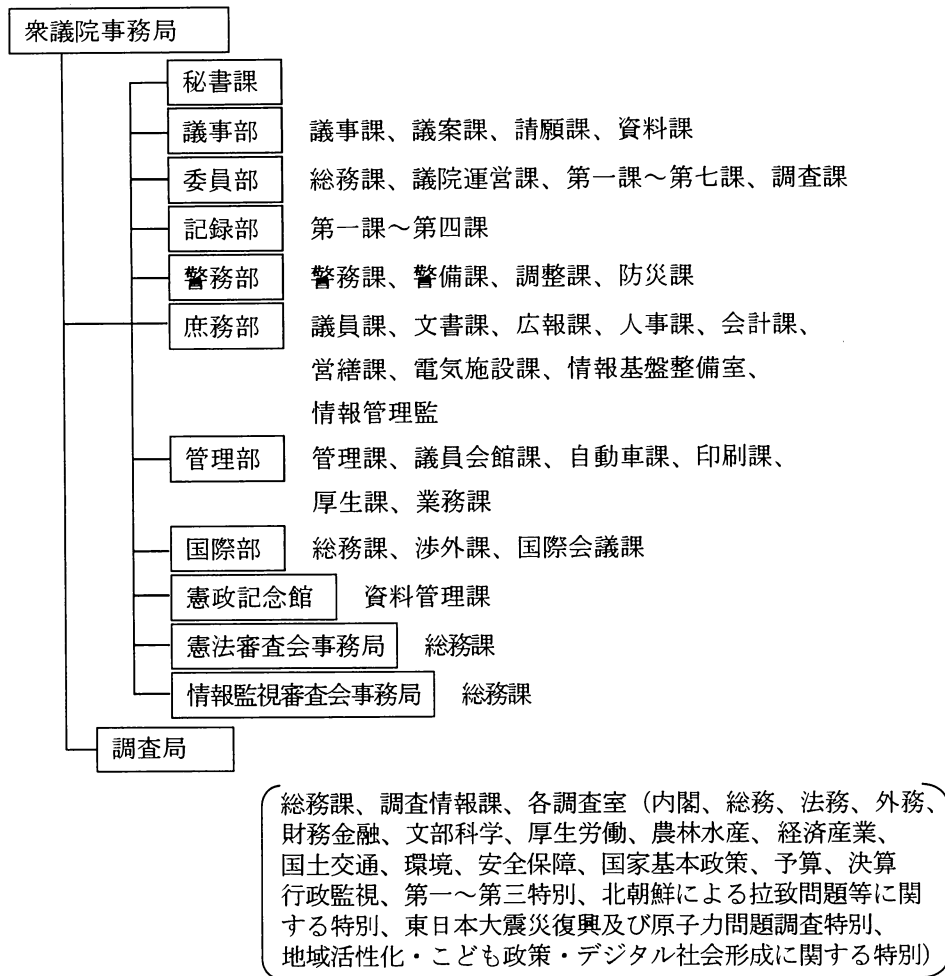 衆議院事務局
秘書課
議事部 議事課、議案課、請願課、資料課
委員部 総務課、議院運営課、第一課～第七課、調査課
記録部 第一課～第四課
警務部 警務課、警備課、調整課、防災課
庶務部 議員課、文書課、広報課、人事課、会計課、
営繕課、電気施設課、情報基盤整備室、
情報管理監
管理部 管理課、議員会館課、自動車課、印刷課、
厚生課、業務課
国際部 総務課、渉外課、国際会議課
憲政記念館 資料管理課
憲法審査会事務局 総務課
情報監視審査会事務局 総務課
調査局
総務課、調査情報課、各調査室（内閣、総務、法務、外務、
財務金融、文部科学、厚生労働、農林水産、経済産業、
国土交通、環境、安全保障、国家基本政策、予算、決算
行政監視、第一～第三特別、北朝鮮による拉致問題等に関
する特別、東日本大震災復興及び原子力問題調査特別、
地域活性化・こども政策・デジタル社会形成に関する特別）